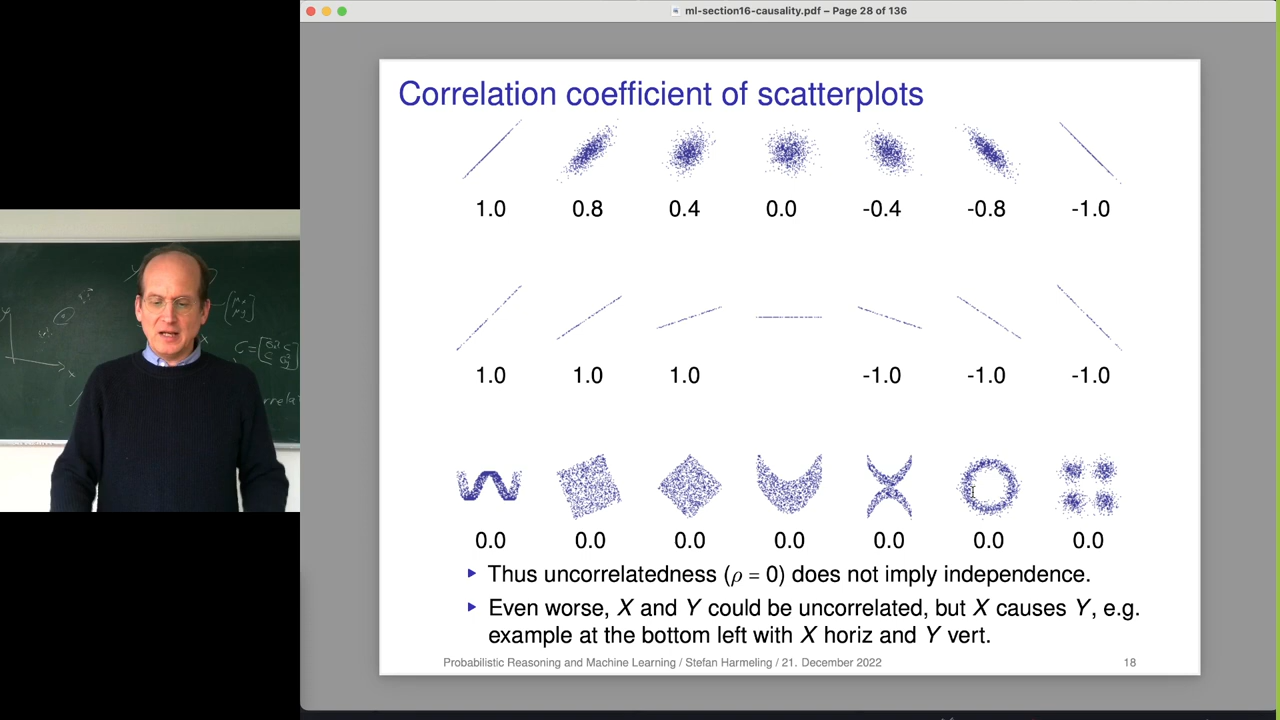 ml-section16-causality.pdf – Page 28 of 136
Correlation coefficient of scatterplots
1.0 0.8 0.4 0.0 -0.4 -0.8 -1.0
1.0 1.0 1.0 -1.0 -1.0 -1.0
0.0 0.0 0.0 0.0 0.0 0.0 0.0
Thus uncorrelatedness (ρ = 0) does not imply independence.
Even worse, X and Y could be uncorrelated, but X causes Y, e.g.
example at the bottom left with X horiz and Y vert.
Probabilistic Reasoning and Machine Learning / Stefan Harmeling / 21. December 2022 18